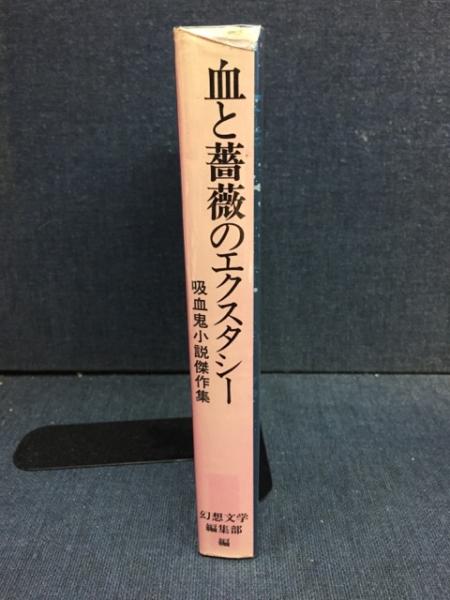 血と薔薇のエクスタシー
吸血鬼小説傑作集
幻想文学
編集部
編